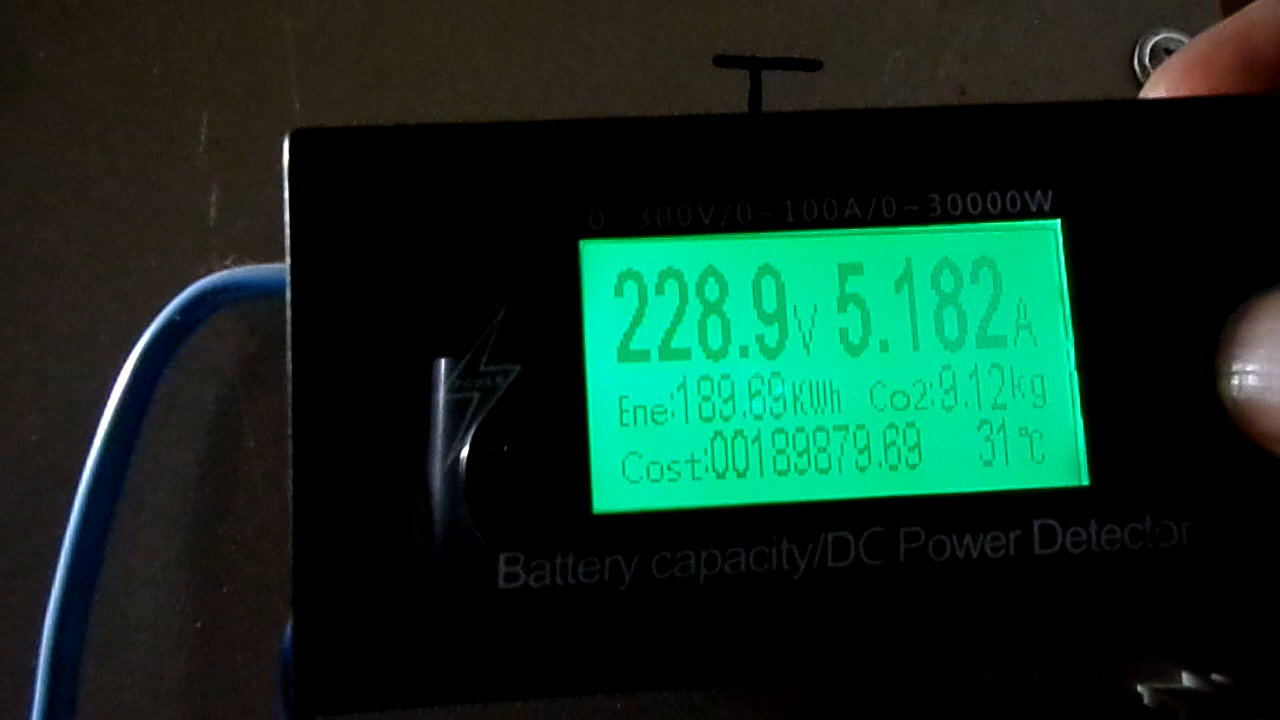 T
0~300V/0~100A/0~30000W
228.9V 5.182A
Ene:189.69KWh Co2:9.12kg
Cost:00189879.69 31℃
POWER
Battery capacity/DC Power Detector